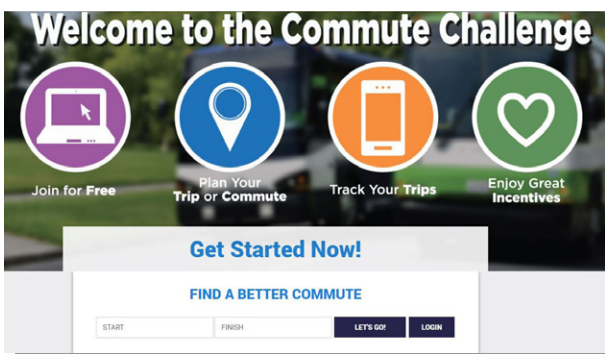 Welcome to the Commute Challenge
Join for Free
Plan Your
Trip or Commute
Track Your Trips
Enjoy Great
Incentives
Get Started Now!
FIND A BETTER COMMUTE
START
FINISH
LET'S GO!
LOGIN